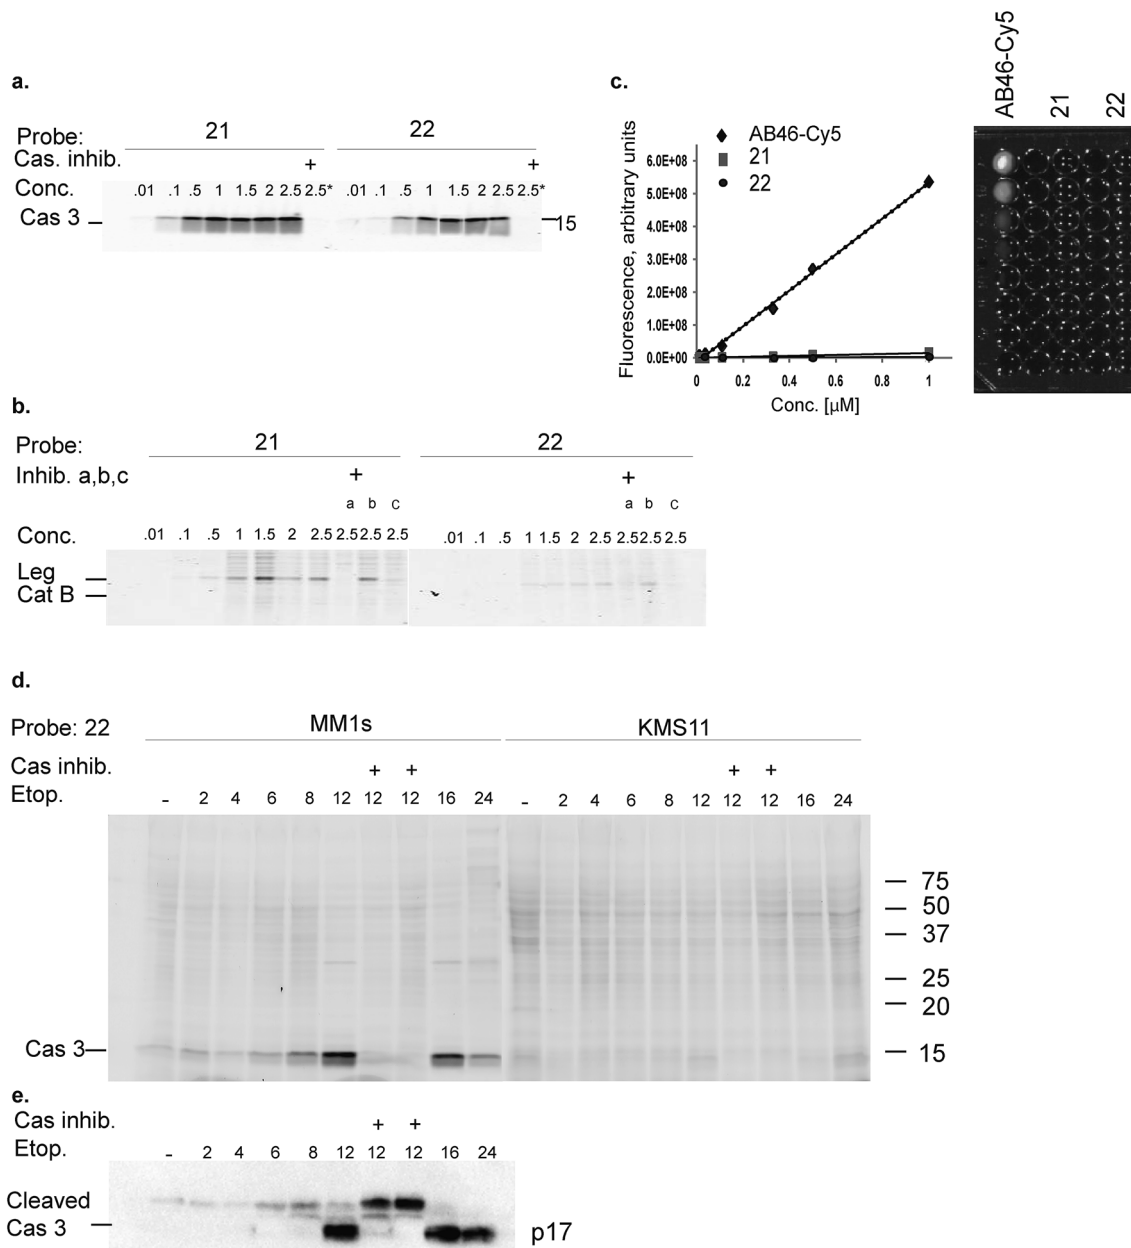 a.
Probe: 21 22
Cas. inhib. + +
Conc. .01 .1 .5 1 1.5 2 2.5 2.5* .01 .1 .5 1 1.5 2 2.5 2.5*
Cas 3 15
c.
AB46-Cy5 21 22
Fluorescence, arbitrary units
AB46-Cy5
21
22
6.0E+08
5.0E+08
4.0E+08
3.0E+08
2.0E+08
1.0E+08
0.0E+00
0 0.2 0.4 0.6 0.8 1
Conc. [µM]
b.
Probe: 21 22
Inhib. a,b,c + +
a b c a b c
Conc. .01 .1 .5 1 1.5 2 2.5 2.5 2.5 2.5 .01 .1 .5 1 1.5 2 2.5 2.5 2.5 2.5
Leg
Cat B
d.
Probe: 22 MM1s KMS11
Cas inhib. + + + +
Etop. - 2 4 6 8 12 12 12 16 24 - 2 4 6 8 12 12 12 16 24
75
50
37
25
20
Cas 3 15
e.
Cas inhib. + +
Etop. - 2 4 6 8 12 12 12 16 24
Cleaved
Cas 3 p17